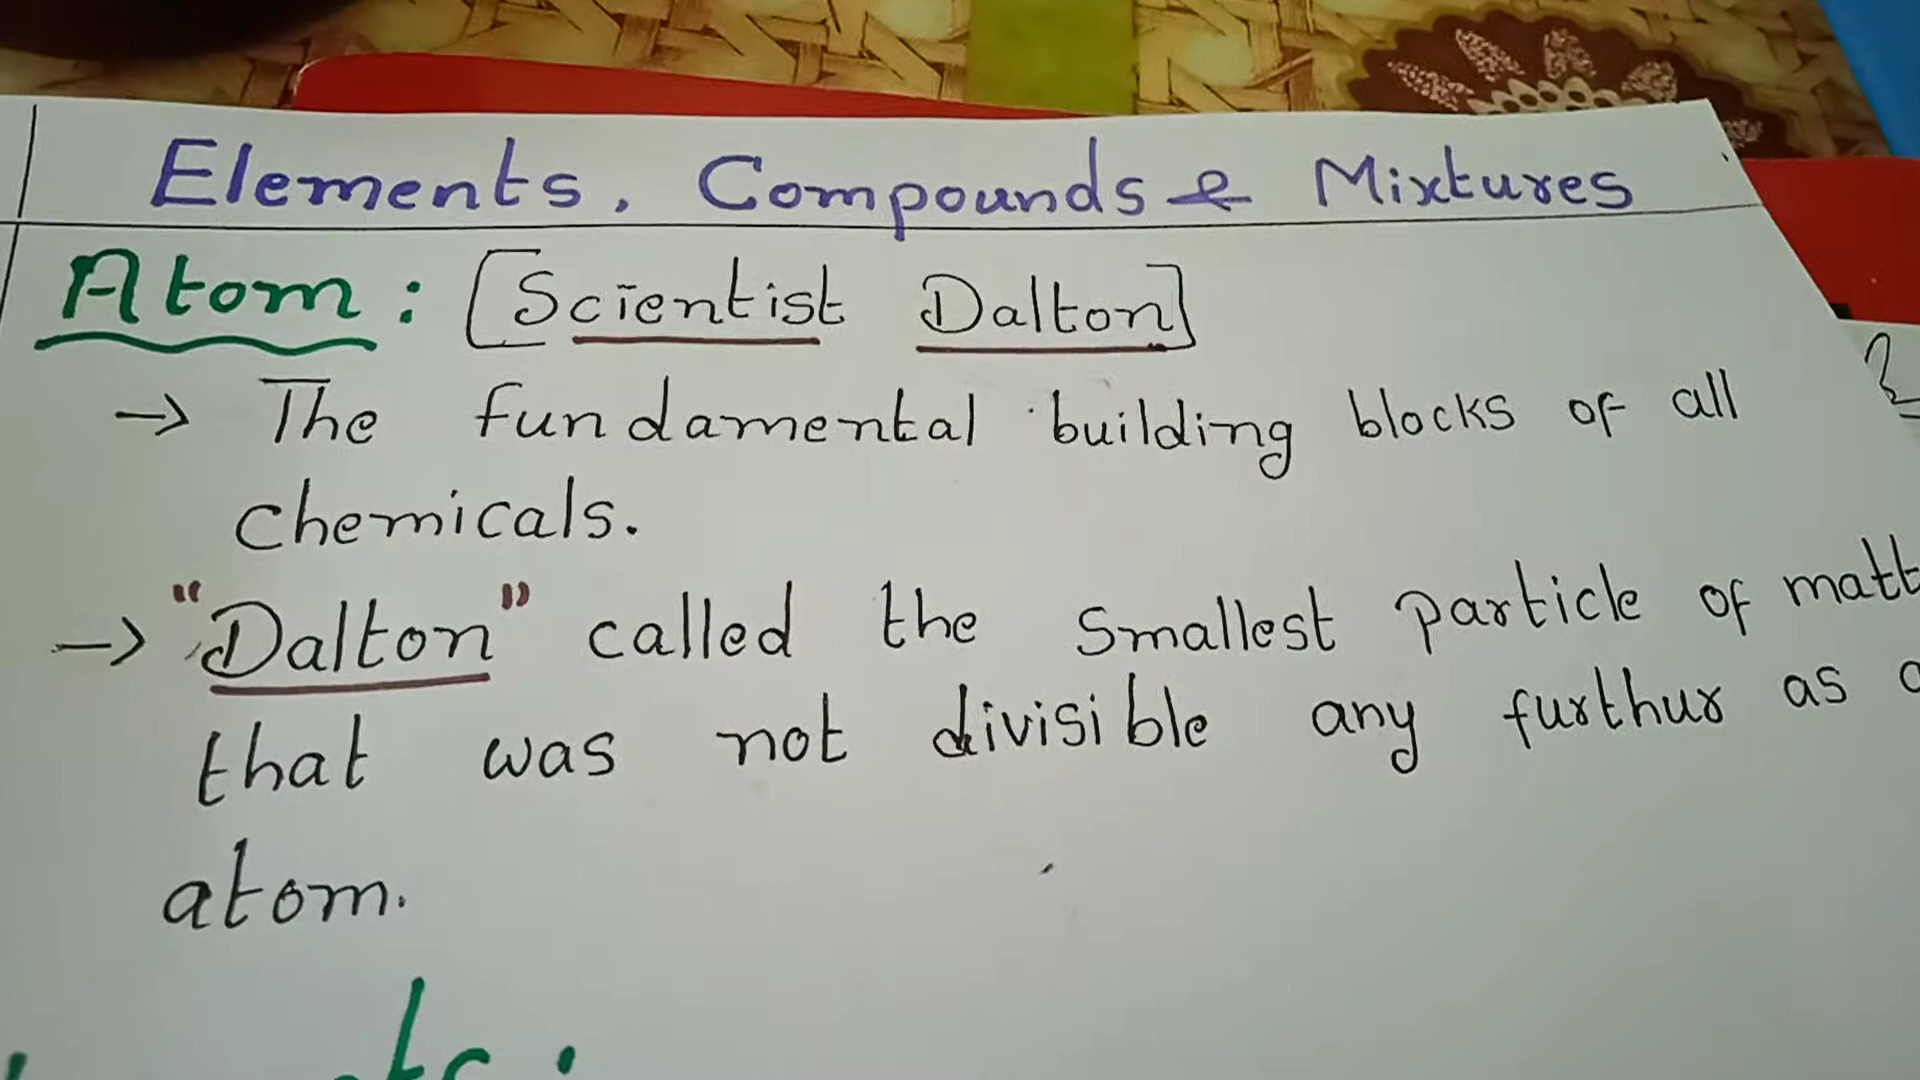 Elements, Compounds & Mixtures
Atom : [Scientist Dalton]
→ The fundamental building blocks of all
chemicals.
→ "Dalton" called the smallest particle of matt
that was not divisible any furthur as a
atom.